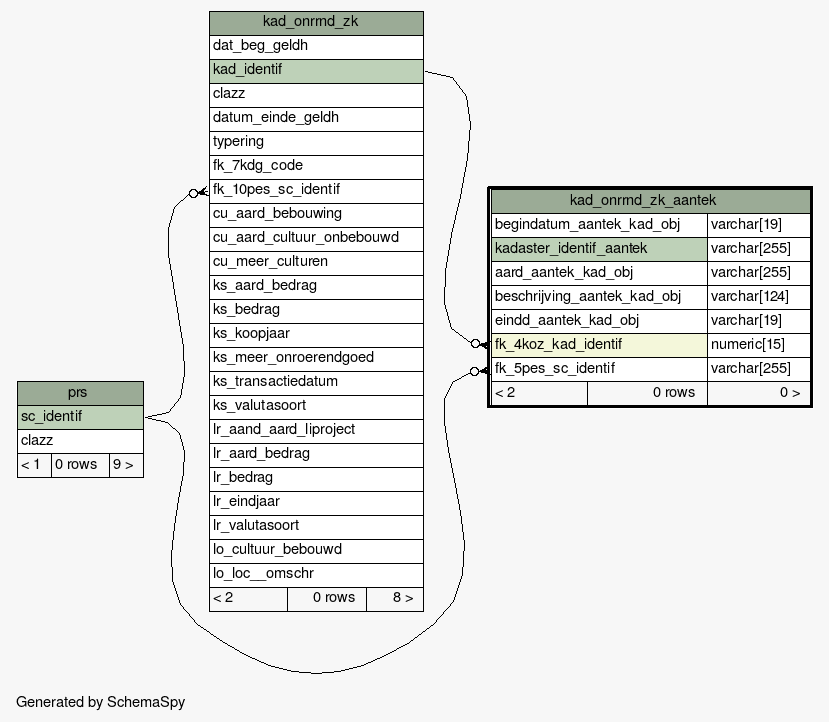 kad_onrrnd_zk
dat_beg_geldh
kad_identif
clazz
datum_einde_geldh
typering
fk_7kdg_code
fk_10pes_sc_identif
cu_aard_bebouwing
cu_aard_cultuur_onbebouwd
cu_meer_culturen
ks_aard_bedrag
ks_bedrag
ks_koopjaar
ks_meer_onroerendgoed
ks_transactiedatum
ks_valutasoort
lr_aand_aard_liproject
lr_aard_bedrag
lr_bedrag
lr_eindjaar
lr_valutasoort
lo_cultuur_bebouwd
lo_loc__omschr
< 2 0 rows 8 >
kad_onrrnd_zk_aantek
begindatum_aantek_kad_obj varchar[19]
kadaster_identif_aantek varchar[255]
aard_aantek_kad_obj varchar[255]
beschrijving_aantek_kad_obj varchar[124]
eindd_aantek_kad_obj varchar[19]
fk_4koz_kad_identif numeric[15]
fk_5pes_sc_identif varchar[255]
< 2 0 rows 0 >
prs
sc_identif
clazz
< 1 0 rows 9 >
Generated by SchemaSpy